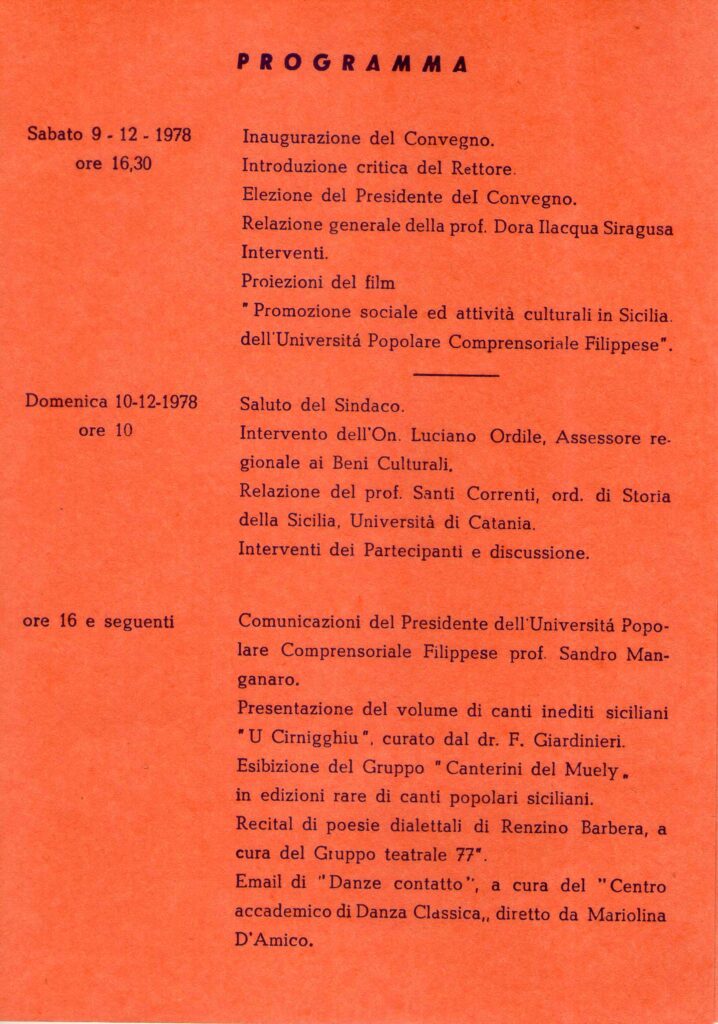 PROGRAMMA
Sabato 9 - 12 - 1978
ore 16,30
Inaugurazione del Convegno.
Introduzione critica del Rettore.
Elezione del Presidente del Convegno.
Relazione generale della prof. Dora Ilacqua Siragusa
Interventi.
Proiezioni del film
" Promozione sociale ed attività culturali in Sicilia.
dell'Universitá Popolare Comprensoriale Filippese".
Domenica 10-12-1978
ore 10
Saluto del Sindaco.
Intervento dell'On. Luciano Ordile, Assessore re-
gionale ai Beni Culturali.
Relazione del prof. Santi Correnti, ord. di Storia
della Sicilia, Università di Catania.
Interventi dei Partecipanti e discussione.
ore 16 e seguenti
Comunicazioni del Presidente dell'Universitá Popo-
lare Comprensoriale Filippese prof. Sandro Man-
ganaro.
Presentazione del volume di canti inediti siciliani
" U Cirnigghiu ", curato dal dr. F. Giardinieri.
Esibizione del Gruppo " Canterini del Muely „
in edizioni rare di canti popolari siciliani.
Recital di poesie dialettali di Renzino Barbera, a
cura del Gruppo teatrale 77".
Email di "Danze contatto", a cura del "Centro
accademico di Danza Classica„ diretto da Mariolina
D'Amico.